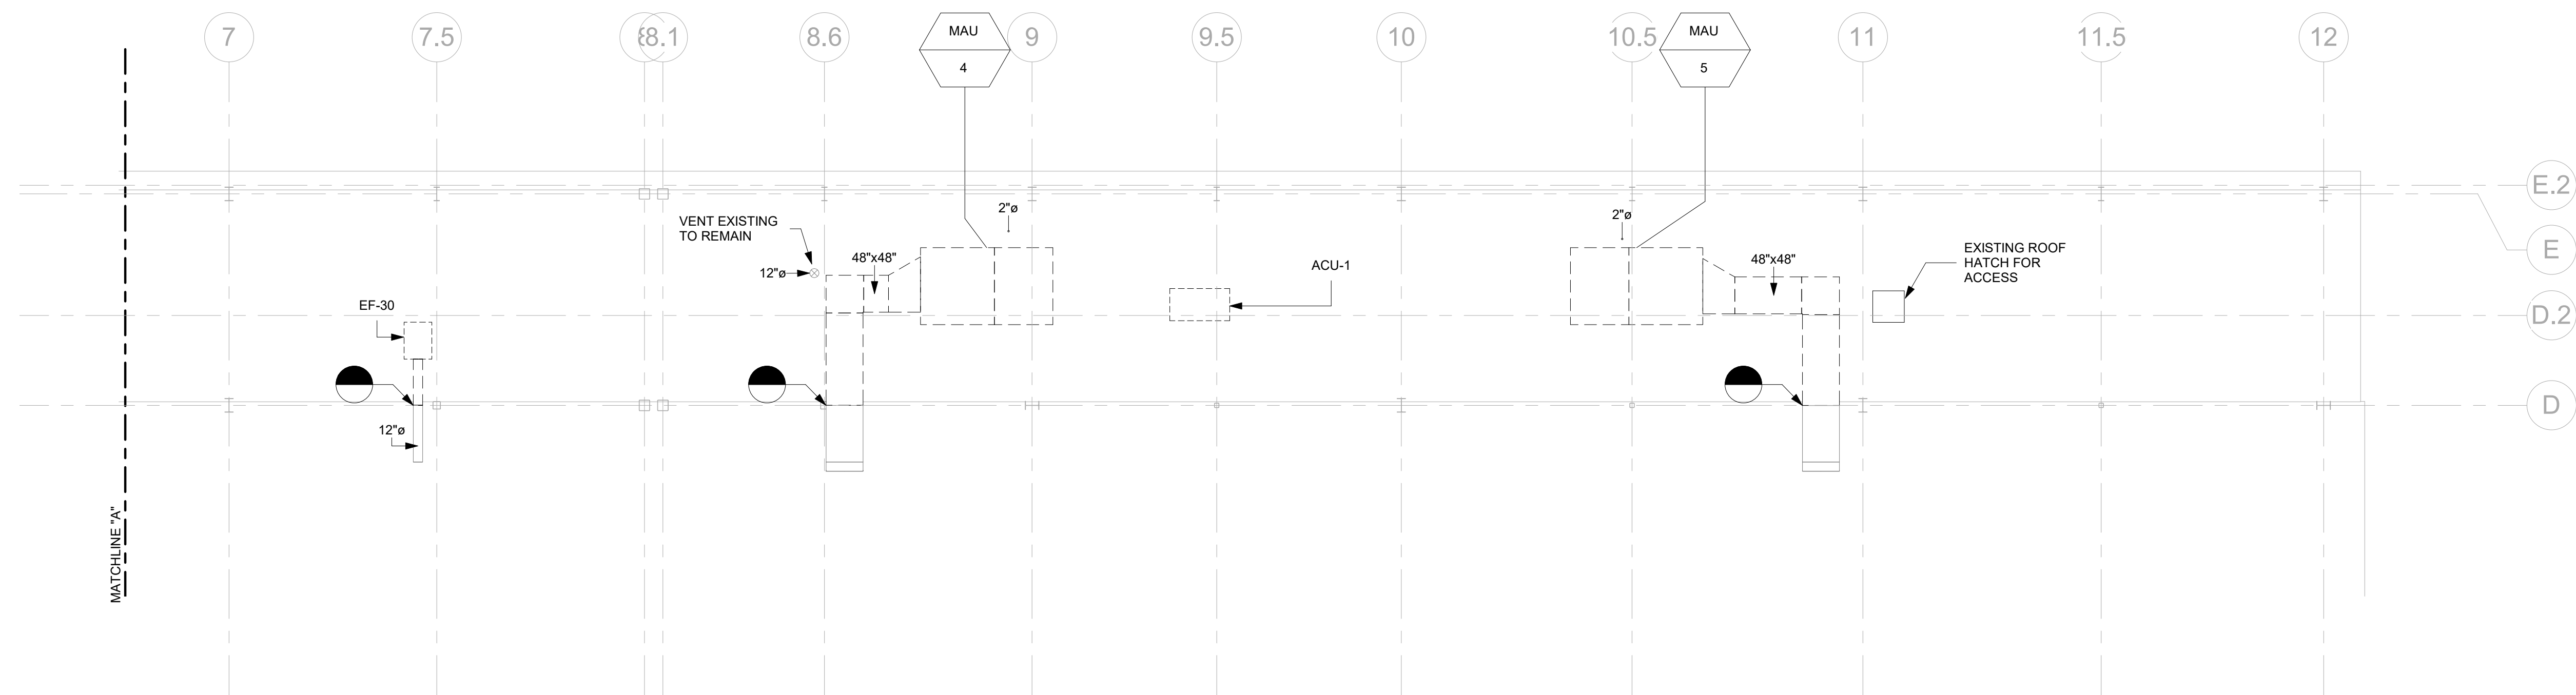 7
7.5
8.1
8.6
MAU
4
9
9.5
10
10.5
MAU
5
11
11.5
12
E.2
E
D.2
D
VENT EXISTING
TO REMAIN
12"ø
48"x48"
2"ø
ACU-1
2"ø
48"x48"
EXISTING ROOF
HATCH FOR
ACCESS
EF-30
12"ø
MATCHLINE "A"